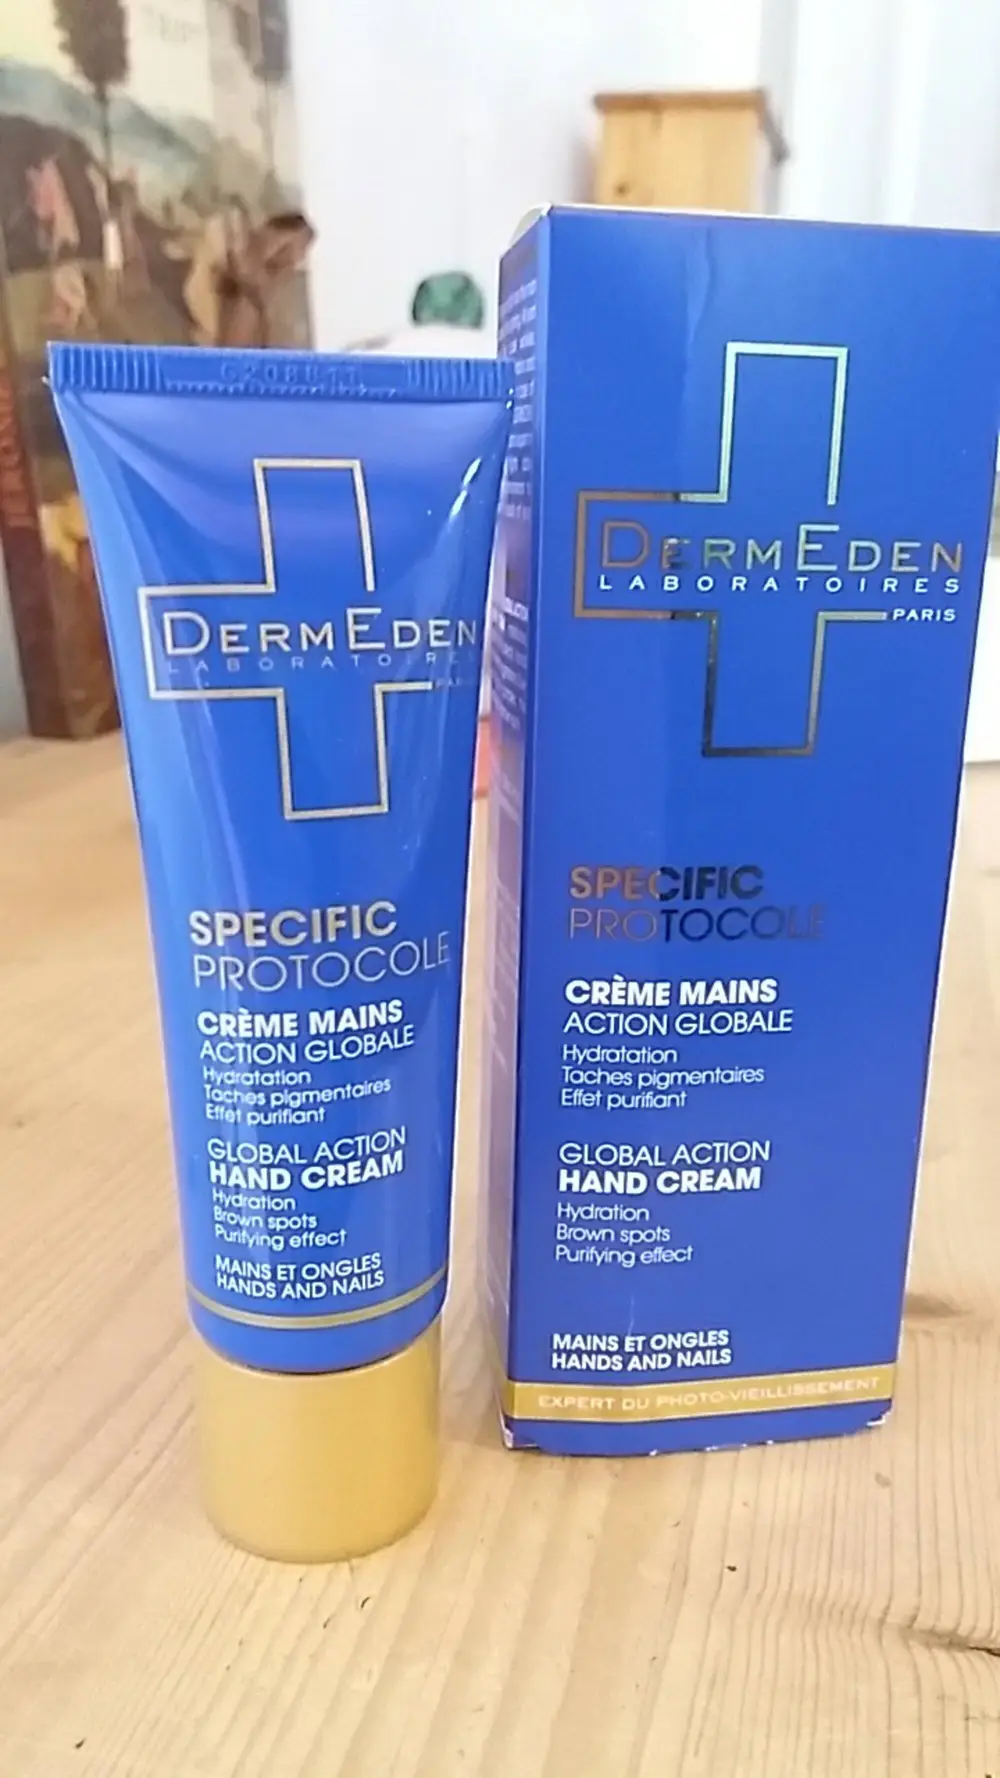 DERMEDEN
LABORATOIRES
PARIS
SPECIFIC
PROTOCOLE
CRÈME MAINS
ACTION GLOBALE
Hydratation
Taches pigmentaires
Effet purifiant
GLOBAL ACTION
HAND CREAM
Hydration
Brown spots
Purifying effect
MAINS ET ONGLES
HANDS AND NAILS
DERMEDEN
LABORATOIRES
PARIS
SPECIFIC
PROTOCOLE
CRÈME MAINS
ACTION GLOBALE
Hydratation
Taches pigmentaires
Effet purifiant
GLOBAL ACTION
HAND CREAM
Hydration
Brown spots
Purifying effect
MAINS ET ONGLES
HANDS AND NAILS
EXPERT DU PHOTO-VIEILLISSEMENT